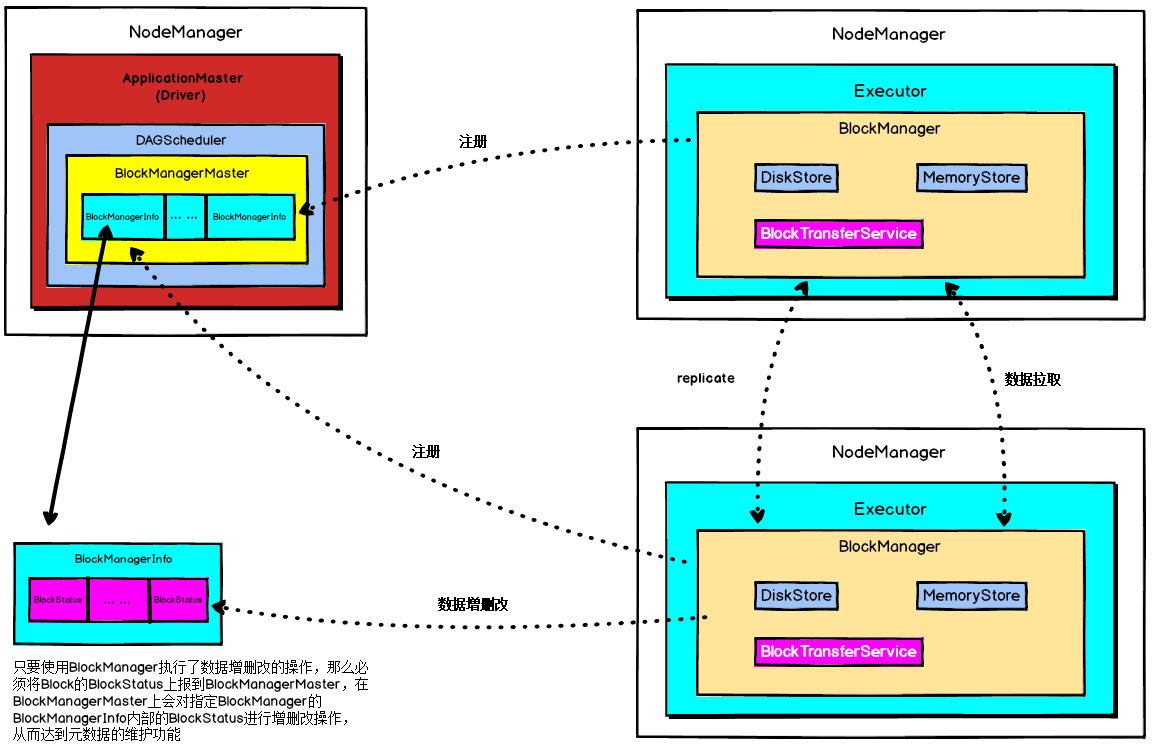 NodeManager
ApplicationMaster
(Driver)
DAGScheduler
BlockManagerMaster
BlockManagerInfo
... ...
BlockManagerInfo
注册
NodeManager
Executor
BlockManager
DiskStore
MemoryStore
BlockTransferService
replicate
数据拉取
注册
NodeManager
Executor
BlockManager
DiskStore
MemoryStore
BlockTransferService
数据增删改
BlockManagerInfo
BlockStatus
... ...
BlockStatus
只要使用BlockManager执行了数据增删改的操作，那么必
须将Block的BlockStatus上报到BlockManagerMaster，在
BlockManagerMaster上会对指定BlockManager的
BlockManagerInfo内部的BlockStatus进行增删改操作，
从而达到元数据的维护功能